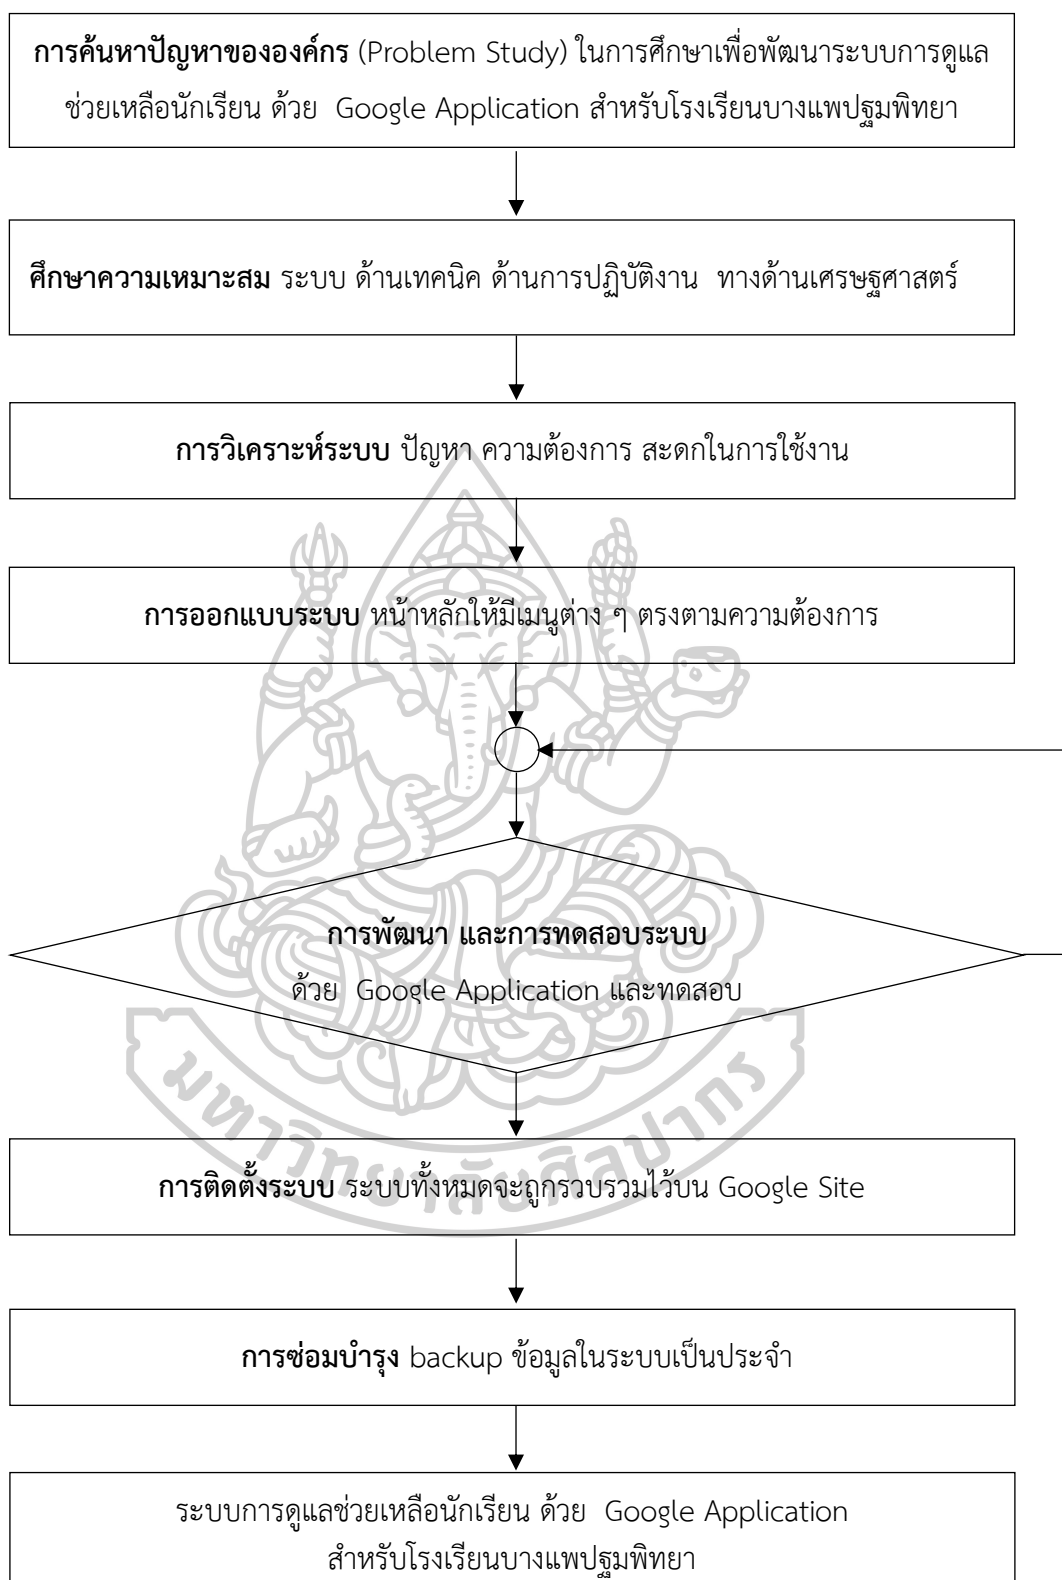 การค้นหาปัญหาขององค์กร (Problem Study) ในการศึกษาเพื่อพัฒนาระบบการดูแล
ช่วยเหลือนักเรียน ด้วย Google Application สำหรับโรงเรียนบางแพปฐมพิทยา
ศึกษาความเหมาะสม ระบบ ด้านเทคนิค ด้านการปฏิบัติงาน ทางด้านเศรษฐศาสตร์
การวิเคราะห์ระบบ ปัญหา ความต้องการ สะดกในการใช้งาน
การออกแบบระบบ หน้าหลักให้มีเมนูต่าง ๆ ตรงตามความต้องการ
การพัฒนา และการทดสอบระบบ
ด้วย Google Application และทดสอบ
การติดตั้งระบบ ระบบทั้งหมดจะถูกรวบรวมไว้บน Google Site
มหาวิทยาลัยศิลปากร
การซ่อมบำรุง backup ข้อมูลในระบบเป็นประจำ
ระบบการดูแลช่วยเหลือนักเรียน ด้วย Google Application
สำหรับโรงเรียนบางแพปฐมพิทยา